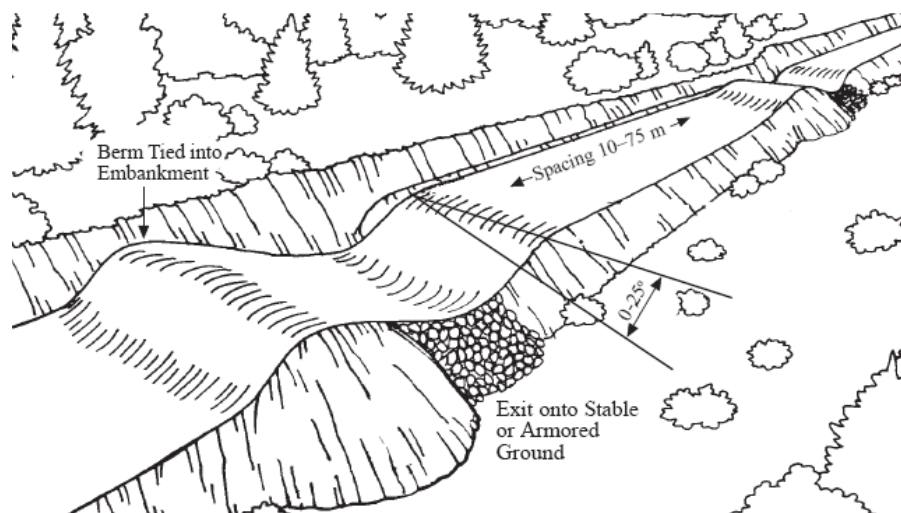 Berm Tied into
Embankment
Spacing 10–75 m
0-25°
Exit onto Stable
or Armored
Ground